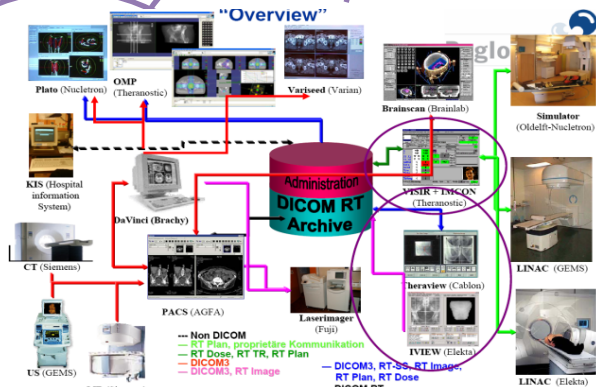 “Overview”
Plato (Nucletron)
OMP
(Theranostic)
Variseed (Varian)
Brainscan (Brainlab)
Simulator
(Oldelft-Nucletron)
KIS (Hospital
information
System)
DaVinci (Brachy)
Administration
DICOM RT
Archive
VISIR + IMCON
(Theranostic)
CT (Siemens)
PACS (AGFA)
Laserimager
(Fuji)
Theraview (Cablon)
LINAC (GEMS)
US (GEMS)
IVIEW (Elekta)
LINAC (Elekta)
--- Non DICOM
— RT Plan, proprietäre Kommunikation
— RT Dose, RT TR, RT Plan
— DICOM3
— DICOM3, RT Image
— DICOM3, RT-SS, RT Image,
RT Plan, RT Dose
DICOM RT